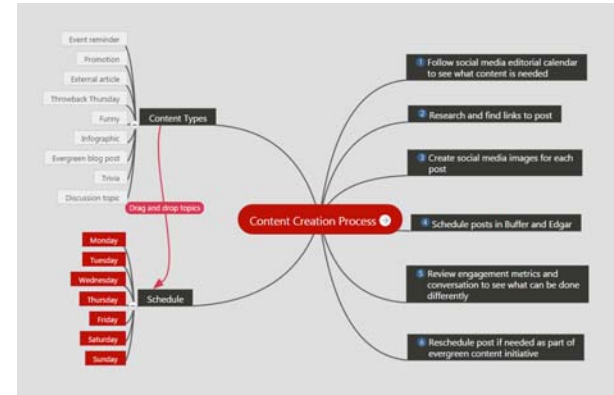 Event reminder
Promotion
External article
Throwback Thursday
Funny
Infographic
Evergreen blog post
Trivia
Discussion topic
Content Types
Drag and drop topics
Monday
Tuesday
Wednesday
Thursday
Friday
Saturday
Sunday
Schedule
Content Creation Process
1 Follow social media editorial calendar
to see what content is needed
2 Research and find links to post
3 Create social media images for each
post
4 Schedule posts in Buffer and Edgar
5 Review engagement metrics and
conversation to see what can be done
differently
6 Reschedule post if needed as part of
evergreen content initiative